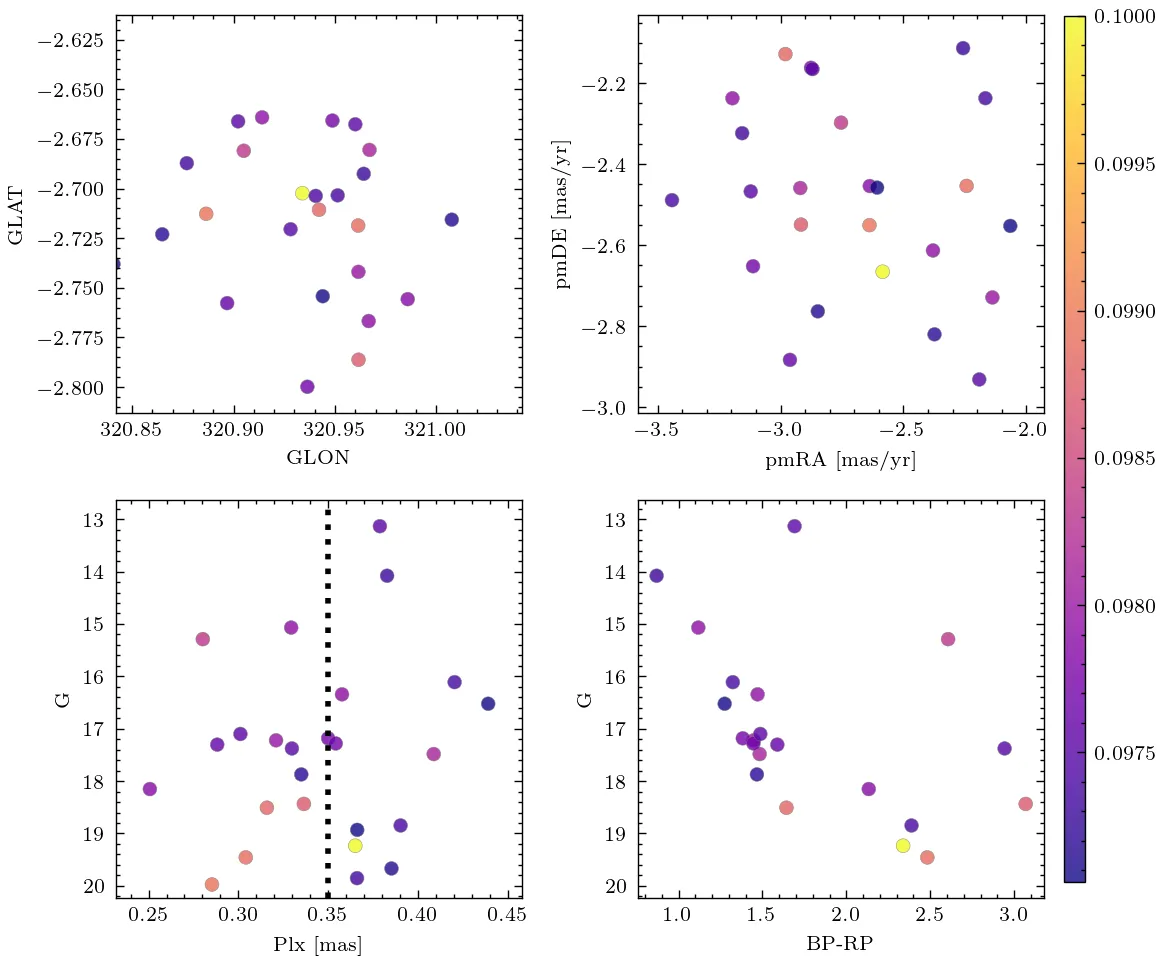 −2.625
−2.650
−2.675
−2.700
−2.725
−2.750
−2.775
−2.800
GLAT
320.85 320.90 320.95 321.00
GLON
−2.2
−2.4
−2.6
−2.8
−3.0
pmDE [mas/yr]
−3.5 −3.0 −2.5 −2.0
pmRA [mas/yr]
13
14
15
16
17
18
19
20
G
0.25 0.30 0.35 0.40 0.45
Plx [mas]
13
14
15
16
17
18
19
20
G
1.0 1.5 2.0 2.5 3.0
BP-RP
0.1000
0.0995
0.0990
0.0985
0.0980
0.0975